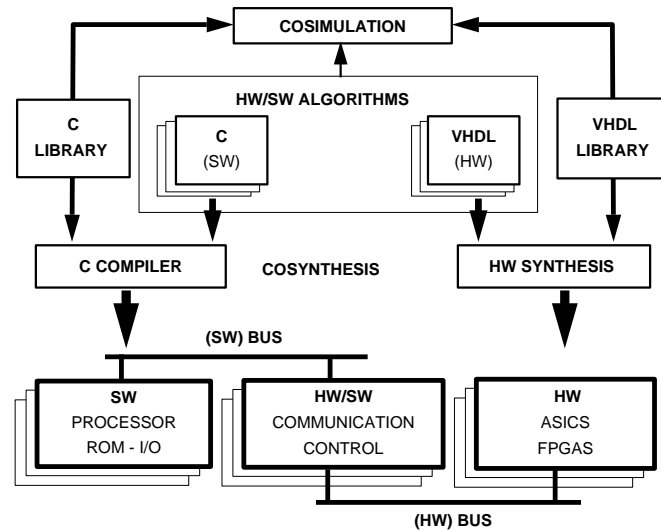 COSIMULATION
HW/SW ALGORITHMS
C
LIBRARY
C
(SW)
VHDL
(HW)
VHDL
LIBRARY
C COMPILER
COSYNTHESIS
HW SYNTHESIS
(SW) BUS
SW
PROCESSOR
ROM - I/O
HW/SW
COMMUNICATION
CONTROL
HW
ASICS
FPGAS
(HW) BUS